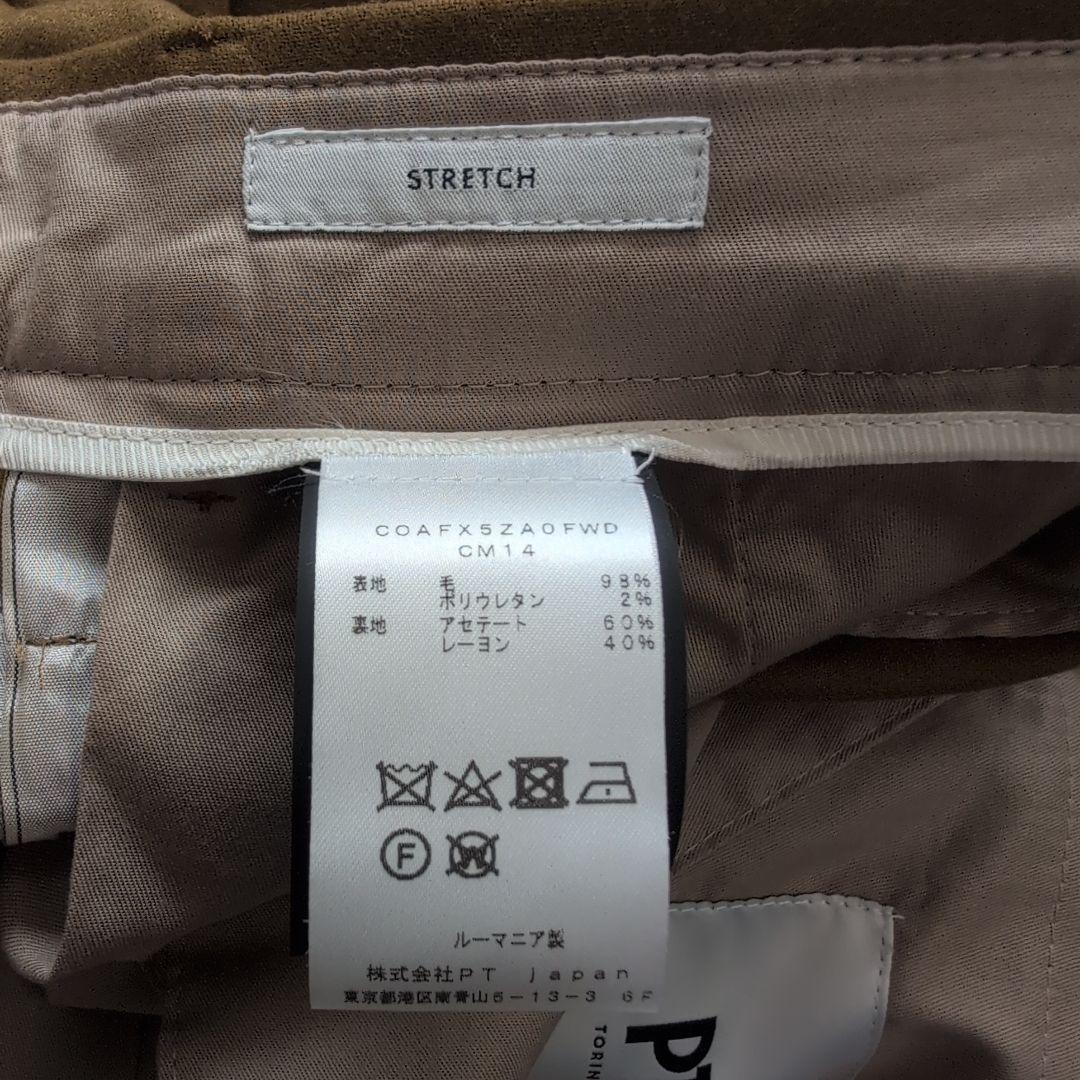 STRETCH
COAFX5ZA0FWD
CM14
表地 毛 98%
ポリウレタン 2%
裏地 アセテート 60%
レーヨン 40%
F
W
ルーマニア製
株式会社PT japan
東京都港区南青山5-13-3 6F
PT
TORIN